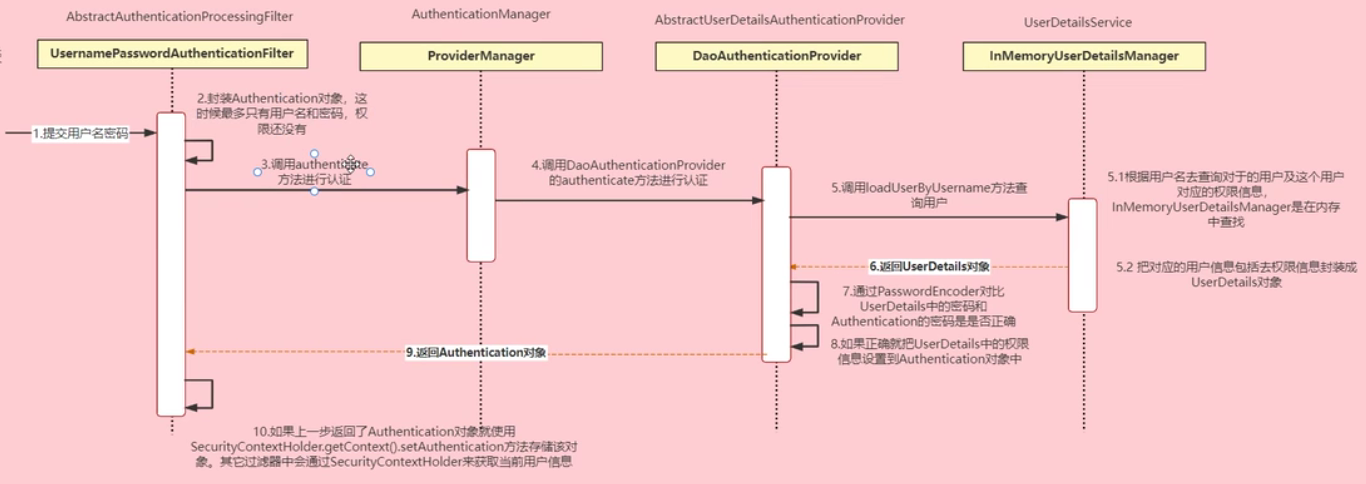 AbstractAuthenticationProcessingFilter
AuthenticationManager
AbstractUserDetailsAuthenticationProvider
UserDetailsService
UsernamePasswordAuthenticationFilter
ProviderManager
DaoAuthenticationProvider
InMemoryUserDetailsManager
1.提交用户名密码
2.封装Authentication对象，这
时候最多只有用户名和密码，权
限还没有
3.调用authenticate
方法进行认证
4.调用DaoAuthenticationProvider
的authenticate方法进行认证
5.调用loadUserByUsername方法查
询用户
5.1根据用户名去查询对于的用户及这个用户
对应的权限信息，
InMemoryUserDetailsManager是在内存
中查找
5.2 把对应的用户信息包括去权限信息封装成
UserDetails对象
6.返回UserDetails对象
7.通过PasswordEncoder对比
UserDetails中的密码和
Authentication的密码是是否正确
8.如果正确就把UserDetails中的权限
信息设置到Authentication对象中
9.返回Authentication对象
10.如果上一步返回了Authentication对象就使用
SecurityContextHolder.getContext().setAuthentication方法存储该对
象。其它过滤器中会通过SecurityContextHolder来获取当前用户信息